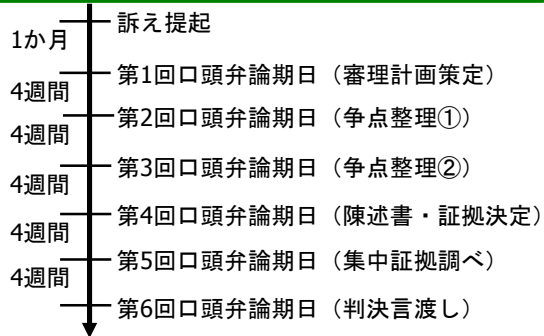 訴え提起
1か月
第1回口頭弁論期日（審理計画策定）
4週間
第2回口頭弁論期日（争点整理①）
4週間
第3回口頭弁論期日（争点整理②）
4週間
第4回口頭弁論期日（陳述書・証拠決定）
4週間
第5回口頭弁論期日（集中証拠調べ）
4週間
第6回口頭弁論期日（判決言渡し）